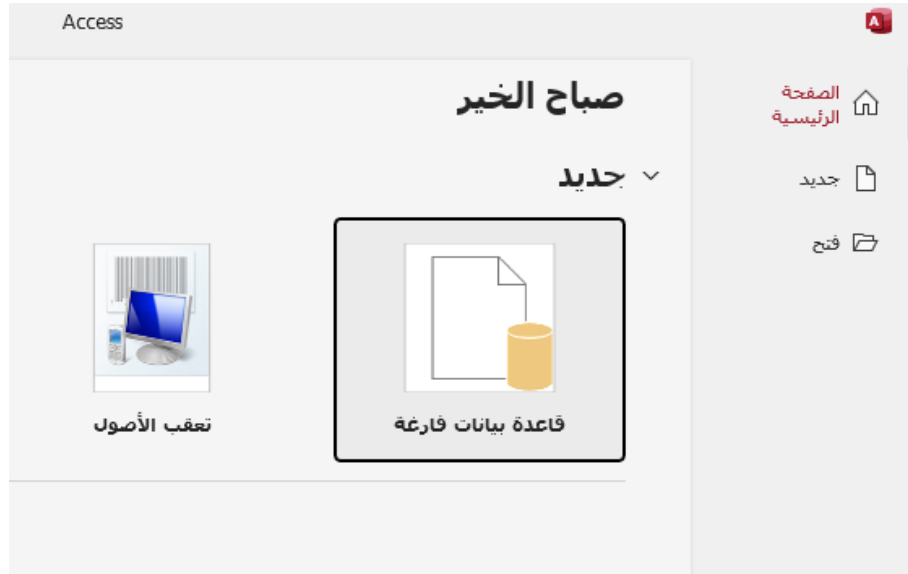 Access
الصفحة
الرئيسية
جديد
فتح
صباح الخير
جديد
قاعدة بيانات فارغة
تعقب الأصول